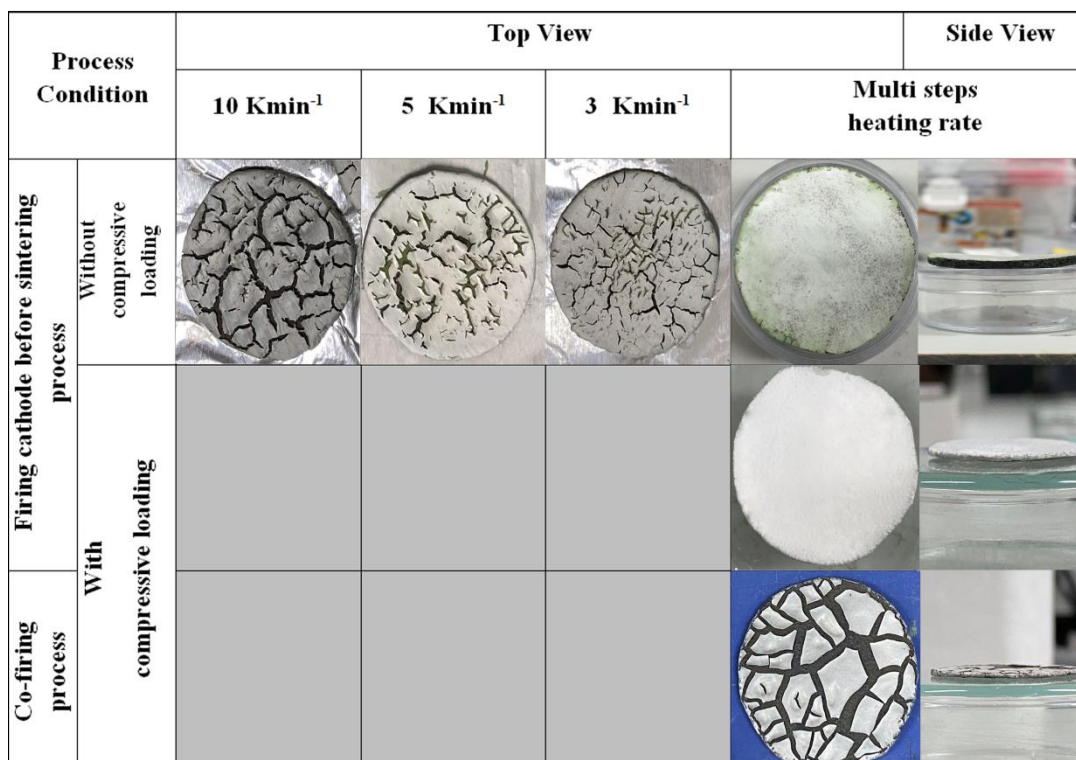 Process
Condition
Top View
Side View
10 Kmin⁻¹
5 Kmin⁻¹
3 Kmin⁻¹
Multi steps
heating rate
Firing cathode before sintering
process
Without
compressive
loading
With
compressive loading
Co-firing
process